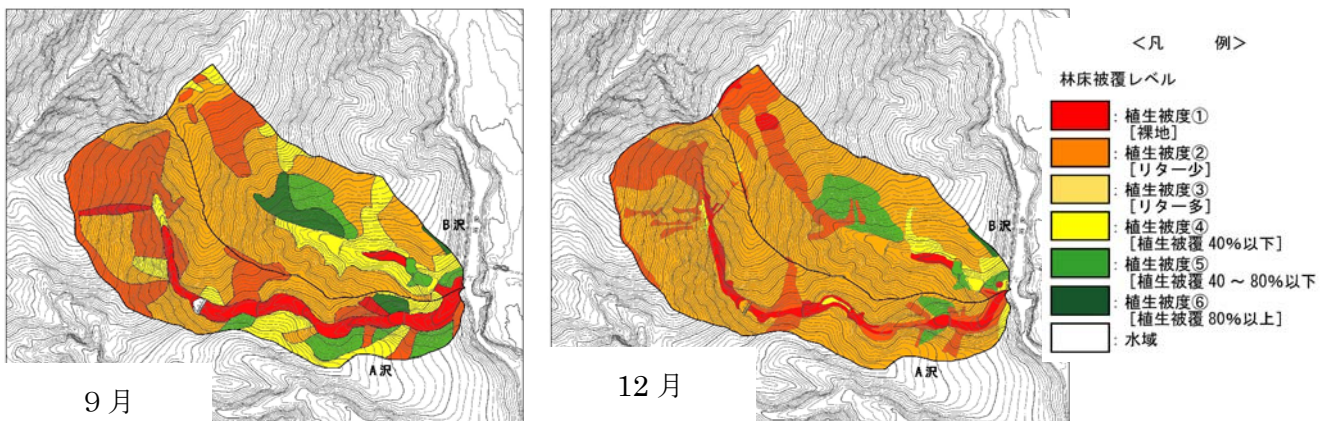 B沢
A沢
9月
B沢
A沢
12月
<凡 例>
林床被覆レベル
: 植生被度①
[裸地]
: 植生被度②
[リター少]
: 植生被度③
[リター多]
: 植生被度④
[植生被覆 40%以下]
: 植生被度⑤
[植生被覆 40 ～ 80%以下
: 植生被度⑥
[植生被覆 80%以上]
: 水域